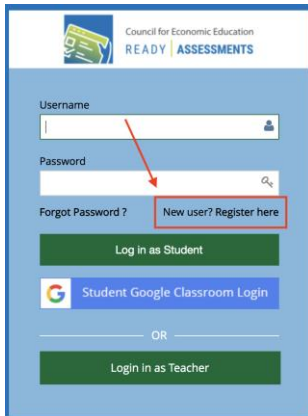 Council for Economic Education
READY ASSESSMENTS
Username
Password
Forgot Password ? New user? Register here
Log in as Student
G Student Google Classroom Login
OR
Login in as Teacher